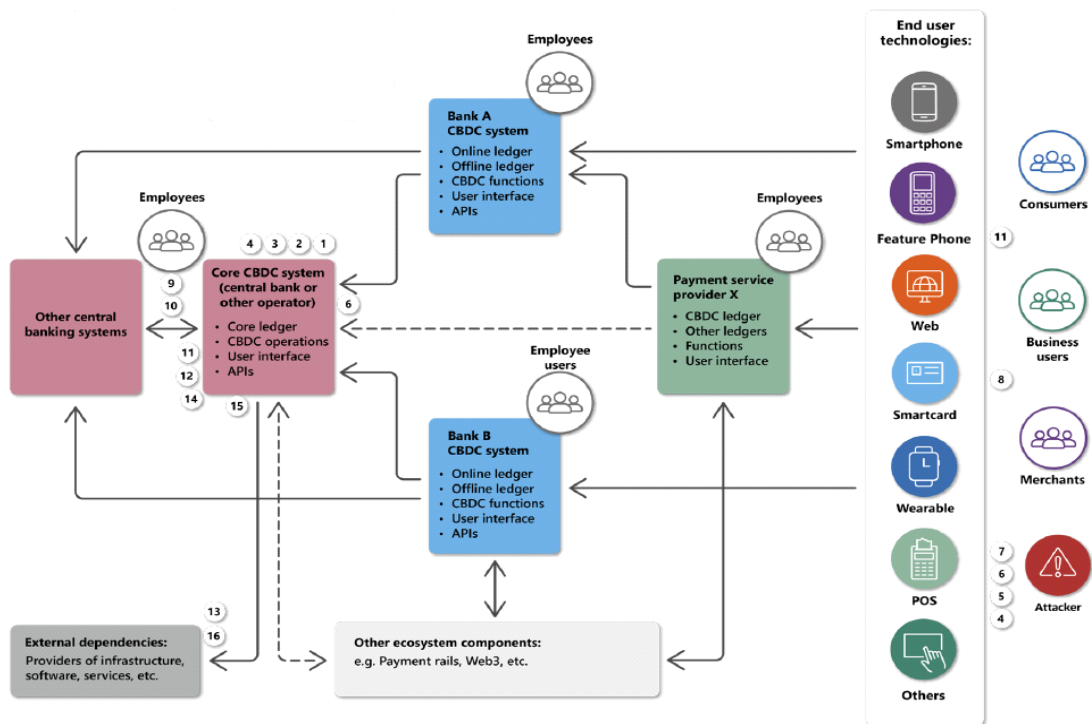 End user
technologies:
Employees
Bank A
CBDC system
• Online ledger
• Offline ledger
• CBDC functions
• User interface
• APIs
Smartphone
Consumers
Employees
Employees
4 3 2 1
Feature Phone
11
9
10
Core CBDC system
(central bank or
other operator)
6
• Core ledger
• CBDC operations
• User interface
• APIs
Other central
banking systems
11
12
14
15
Payment service
provider X
• CBDC ledger
• Other ledgers
• Functions
• User interface
Web
Business
users
Employee
users
Smartcard
8
Bank B
CBDC system
• Online ledger
• Offline ledger
• CBDC functions
• User interface
• APIs
Wearable
Merchants
POS
7
6
5
4
Attacker
13
16
External dependencies:
Providers of infrastructure,
software, services, etc.
Other ecosystem components:
e.g. Payment rails, Web3, etc.
Others